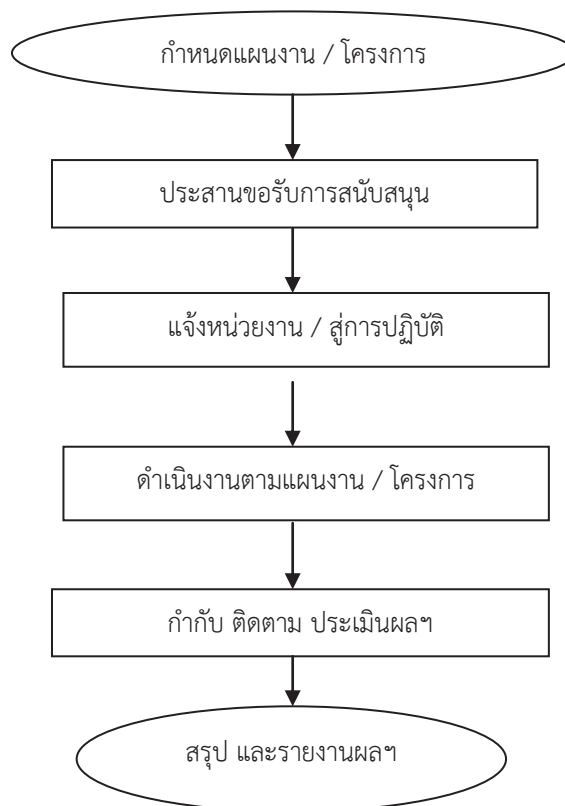 กำหนดแผนงาน / โครงการ
ประสานขอรับการสนับสนุน
แจ้งหน่วยงาน / สู่การปฏิบัติ
ดำเนินงานตามแผนงาน / โครงการ
กำกับ ติดตาม ประเมินผลฯ
สรุป และรายงานผลฯ